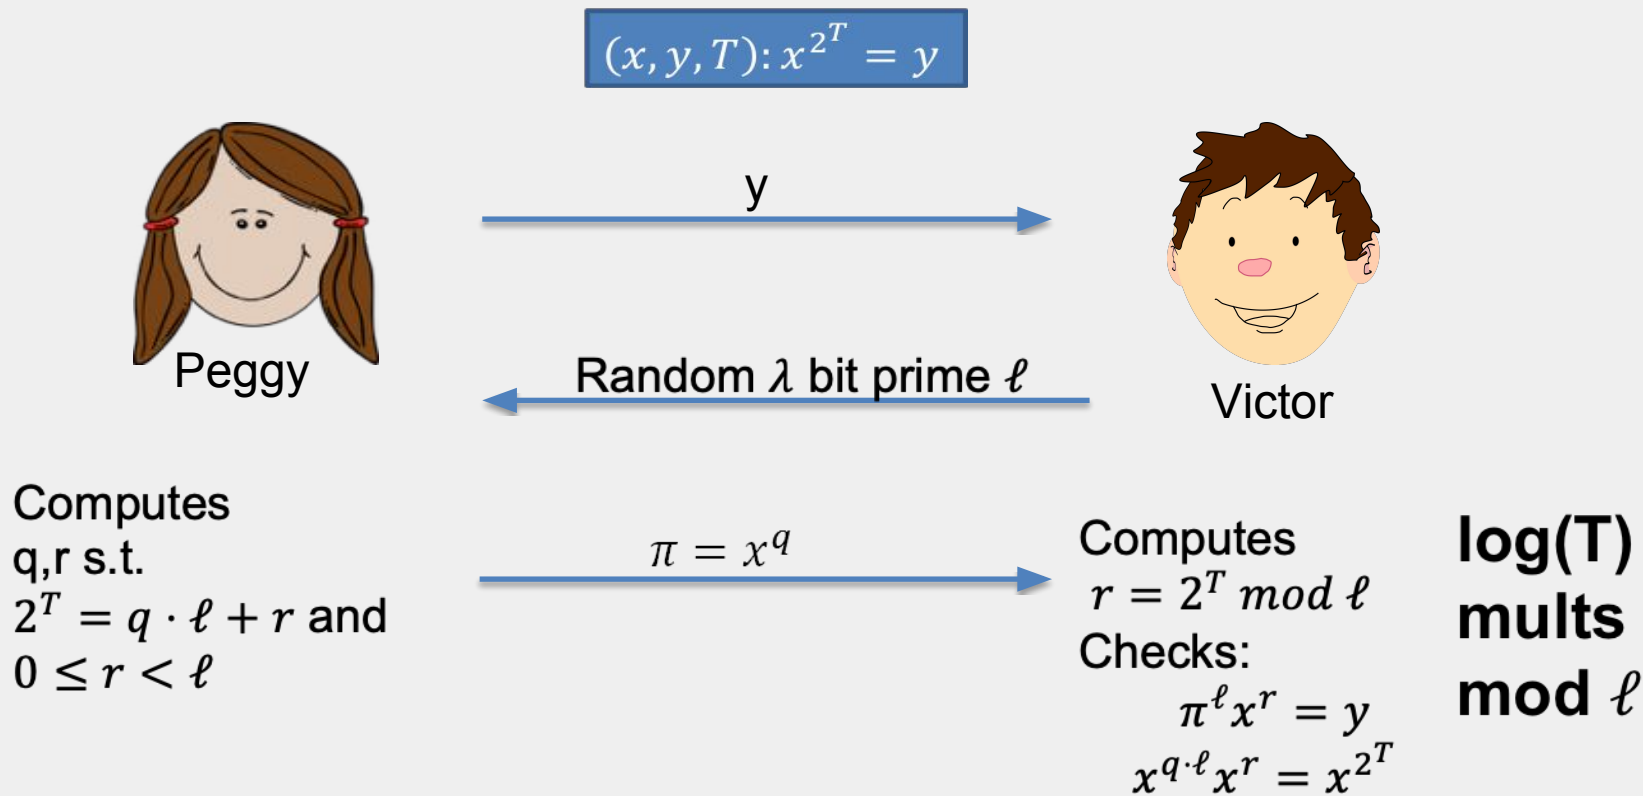 (x, y, T): x^{2^T} = y
y
Peggy
Random λ bit prime ℓ
Victor
Computes
q,r s.t.
2^T = q · ℓ + r and
0 ≤ r < ℓ
π = x^q
Computes
r = 2^T mod ℓ
Checks:
π^ℓ x^r = y
x^{q·ℓ} x^r = x^{2^T}
log(T)
mults
mod ℓ